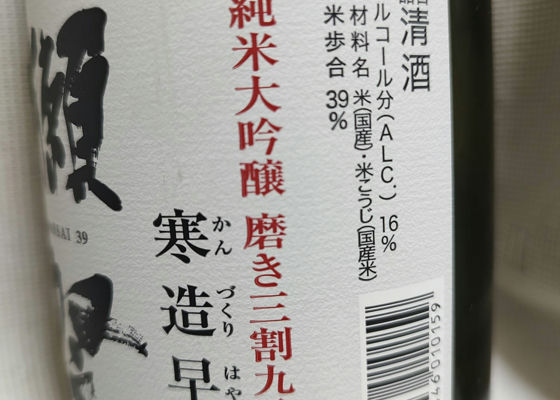 清酒
ルコール分(ALC.) 16%
材料名 米(国産)・米こうじ(国産米)
米歩合 39%
純米大吟醸 磨き三割九
寒造早
かん づくり はや
AI 39
46010159